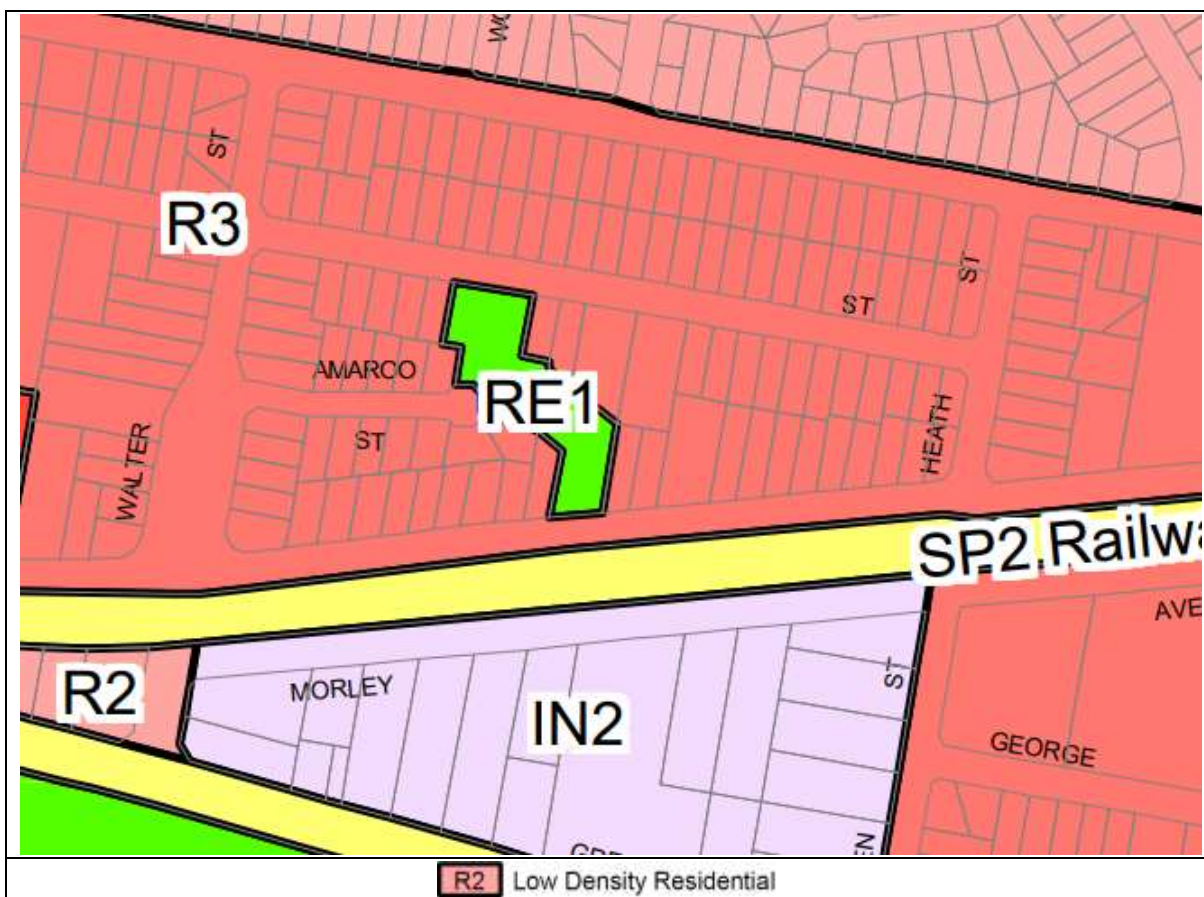 ST
R3
ST
ST
AMARCO
RE1
ST
HEATH
WALTER
SP2 Railwa
AVE
R2
MORLEY
IN2
ST
GEORGE
R2 Low Density Residential